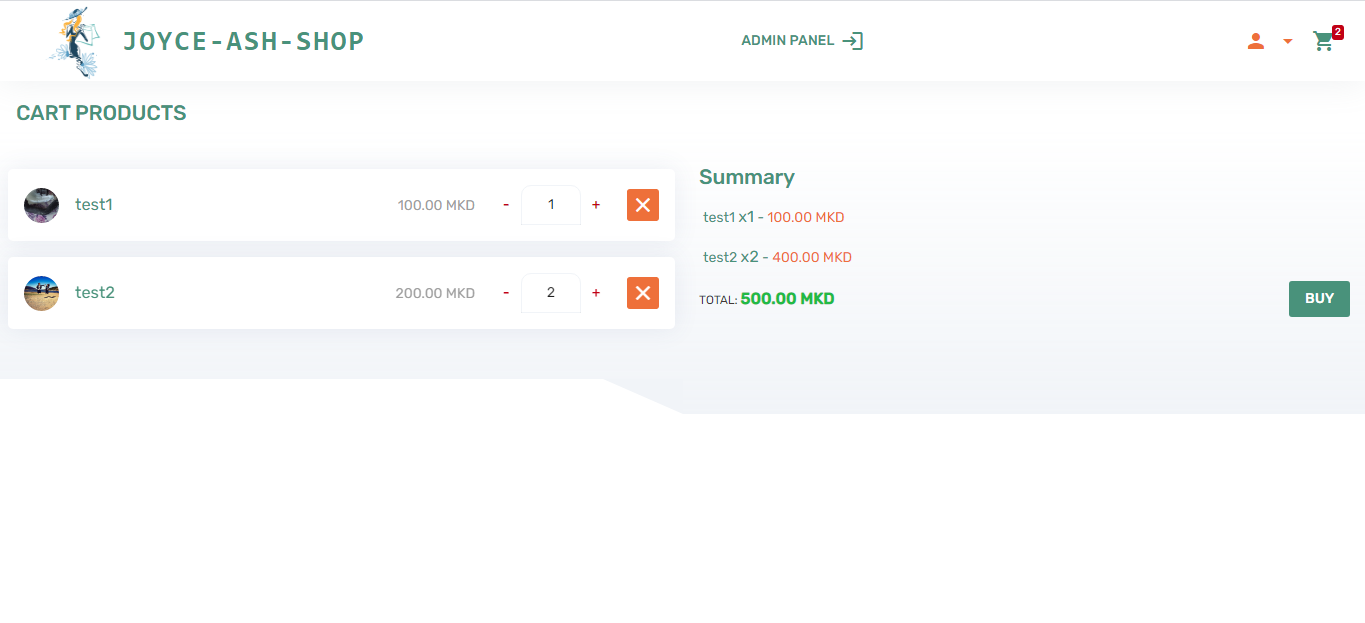 JOYCE-ASH-SHOP
ADMIN PANEL
2
CART PRODUCTS
test1
100.00 MKD
-
1
+
test2
200.00 MKD
-
2
+
Summary
test1 x1 - 100.00 MKD
test2 x2 - 400.00 MKD
TOTAL: 500.00 MKD
BUY